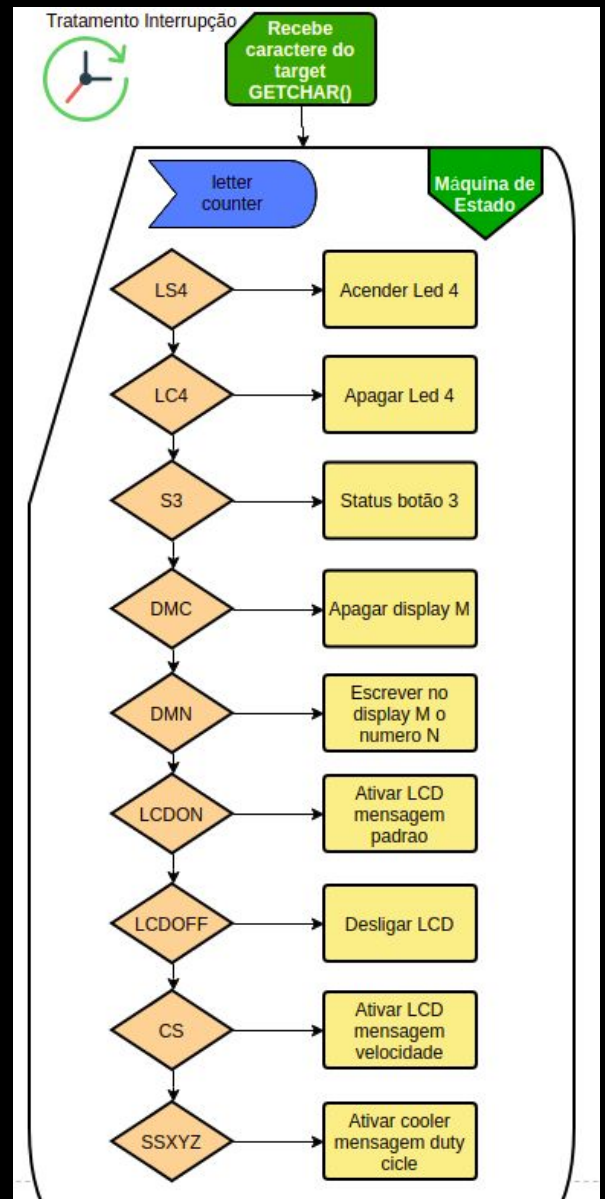 Tratamento Interrupção
Recebe
caractere do
target
GETCHAR()
letter
counter
Máquina de
Estado
LS4
Acender Led 4
LC4
Apagar Led 4
S3
Status botão 3
DMC
Apagar display M
DMN
Escrever no
display M o
numero N
LCDON
Ativar LCD
mensagem
padrao
LCDOFF
Desligar LCD
CS
Ativar LCD
mensagem
velocidade
SSXYZ
Ativar cooler
mensagem duty
cicle